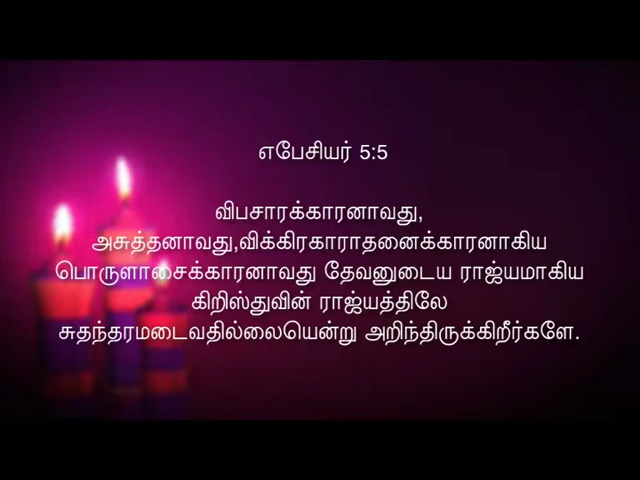 எபேசியர் 5:5
விபசாரக்காரனாவது,
அசுத்தனாவது,விக்கிரகாராதனைக்காரனாகிய
பொருளாசைக்காரனாவது தேவனுடைய ராஜ்யமாகிய
கிறிஸ்துவின் ராஜ்யத்திலே
சுதந்தரமடைவதில்லையென்று அறிந்திருக்கிறீர்களே.